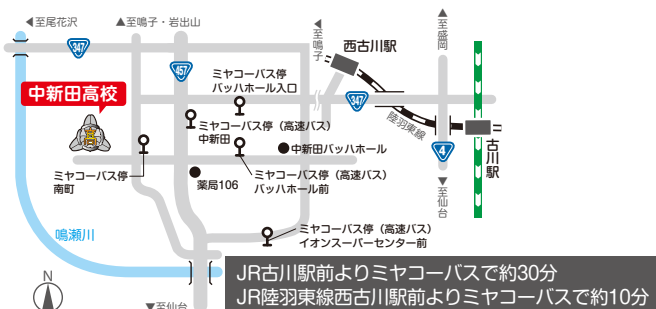 ◀至尾花沢
▲至鳴子・岩出山
◀至鳴子
▲至盛岡
347
457
西古川駅
ミヤコーバス停
バッハホール入口
中新田高校
高
347
陸羽東線
4
古川駅
ミヤコーバス停（高速バス）
中新田
中新田バッハホール
ミヤコーバス停
南町
薬局106
ミヤコーバス停（高速バス）
バッハホール前
▼至仙台
鳴瀬川
ミヤコーバス停（高速バス）
イオンスーパーセンター前
N
▼至仙台
JR古川駅前よりミヤコーバスで約30分
JR陸羽東線西古川駅前よりミヤコーバスで約10分